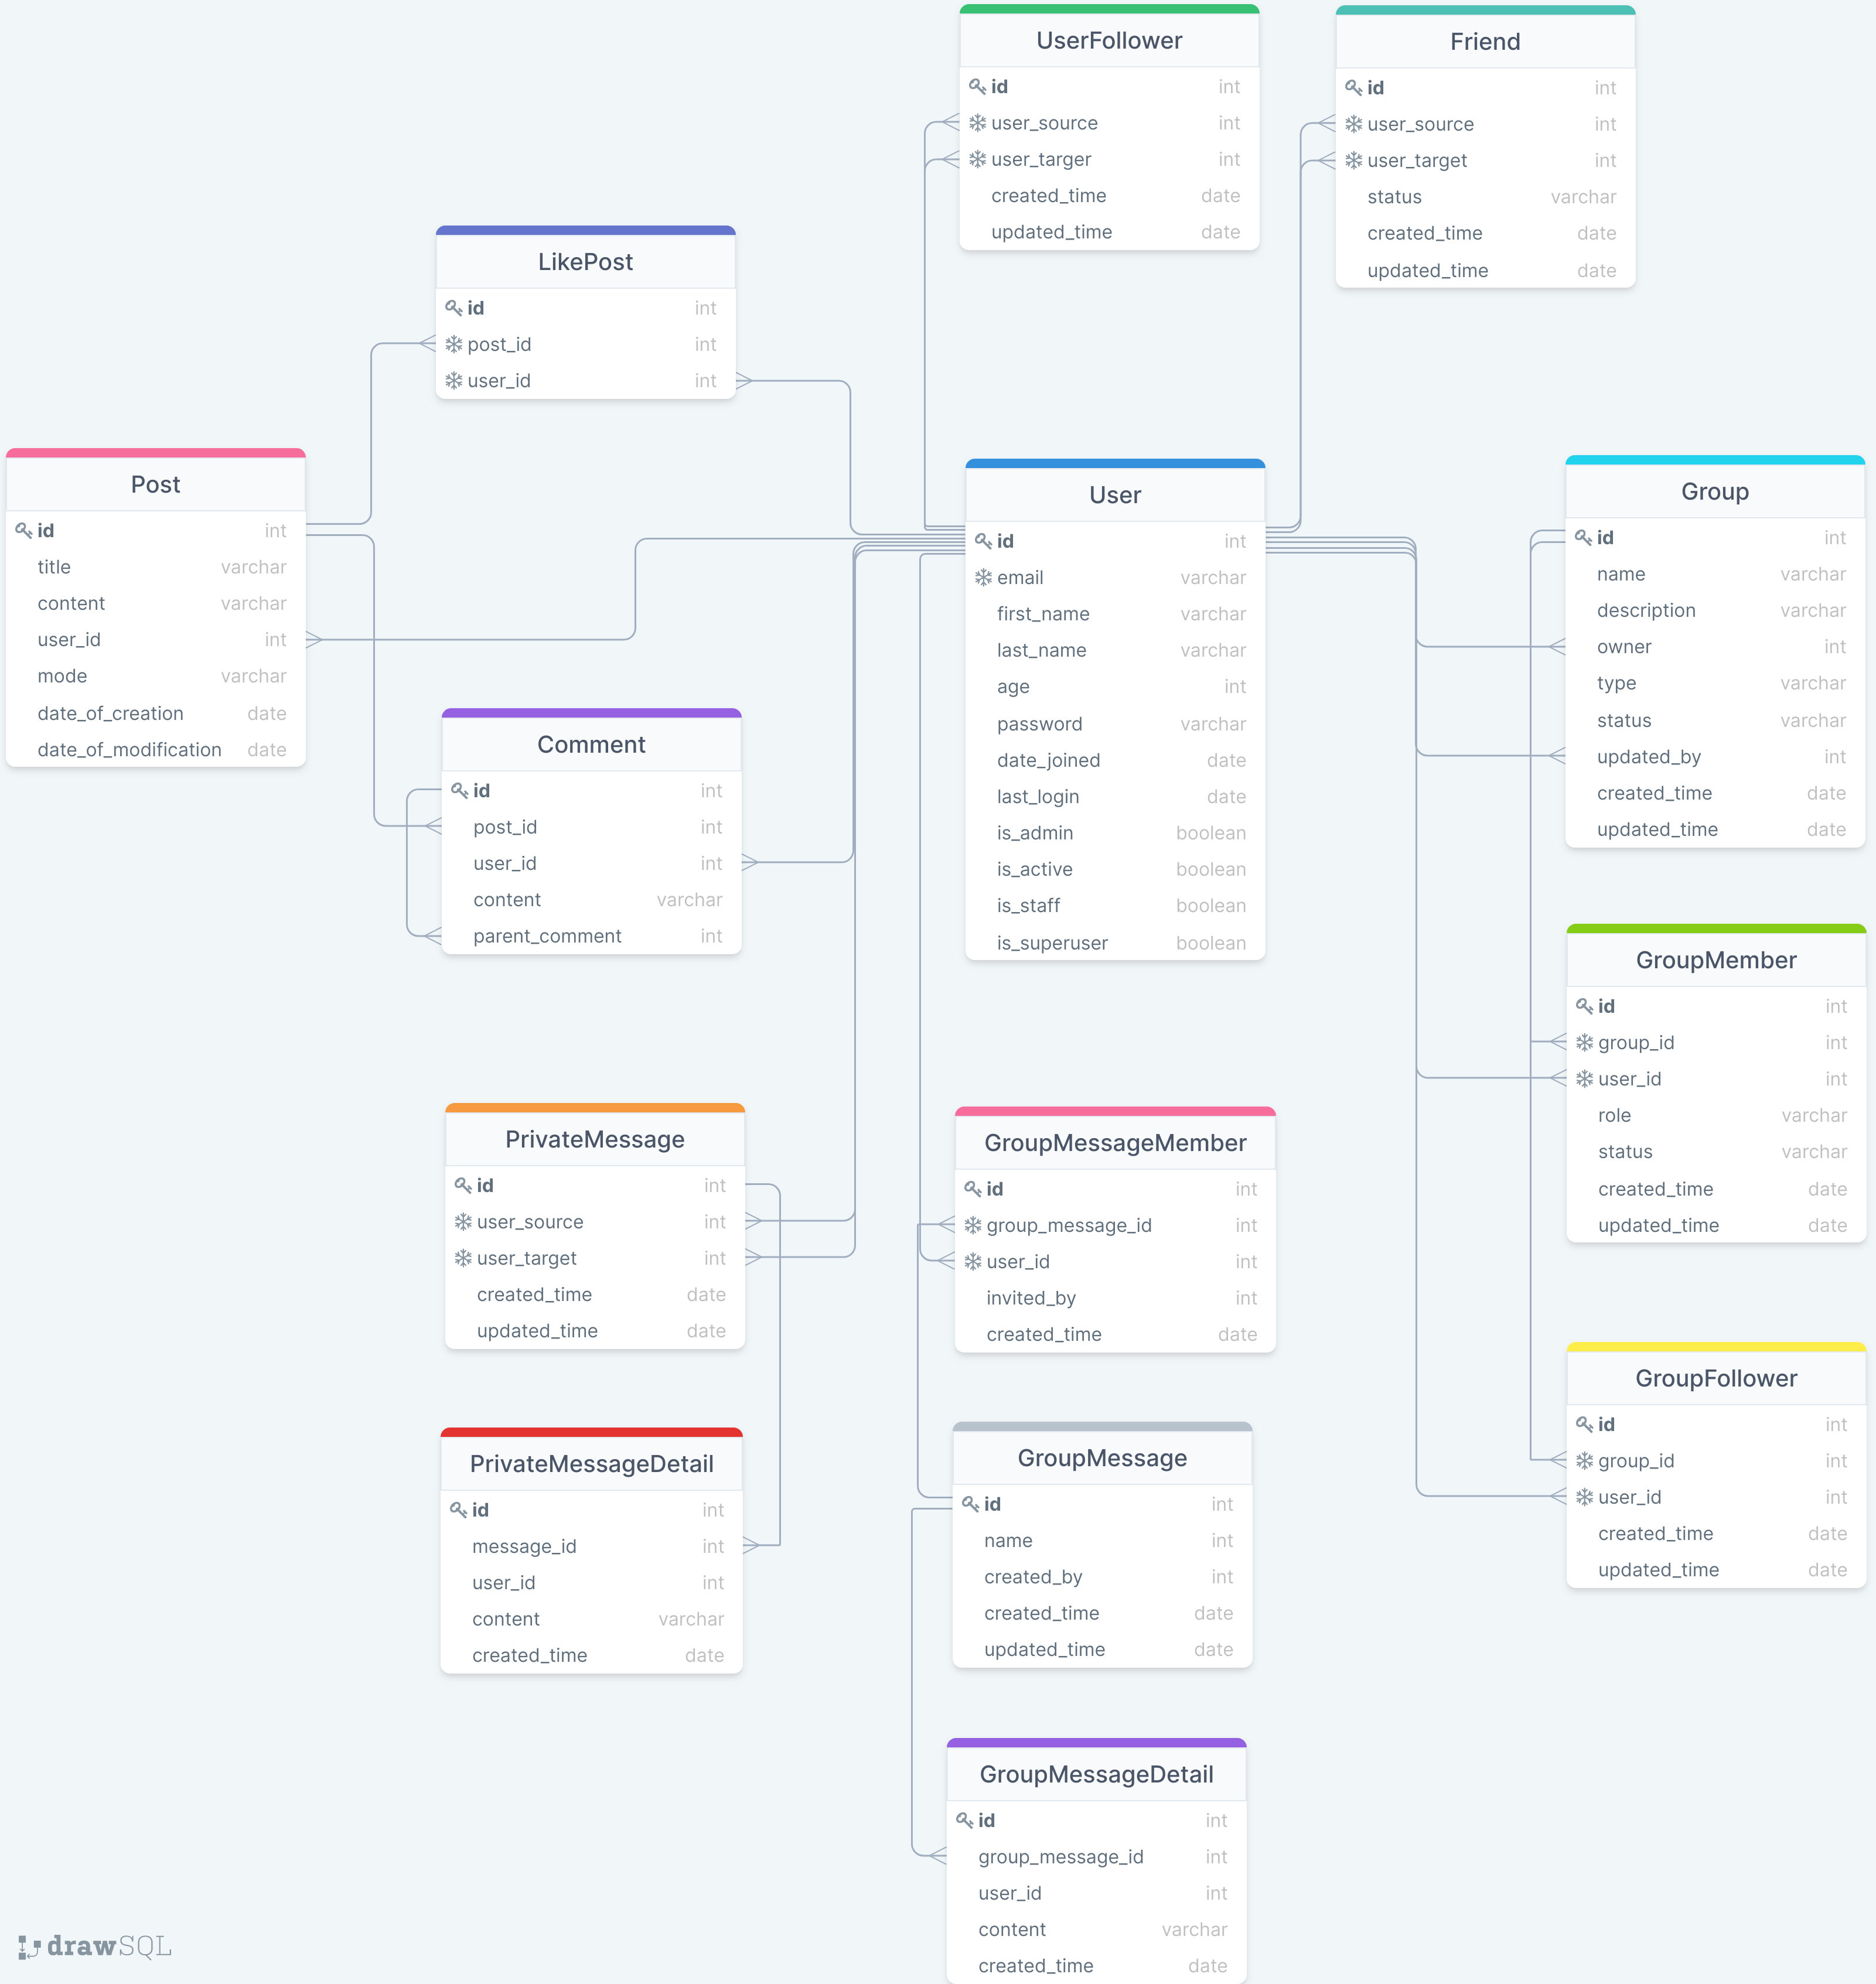 UserFollower
id int
user_source int
user_targer int
created_time date
updated_time date
Friend
id int
user_source int
user_target int
status varchar
created_time date
updated_time date
LikePost
id int
post_id int
user_id int
Post
id int
title varchar
content varchar
user_id int
mode varchar
date_of_creation date
date_of_modification date
User
id int
email varchar
first_name varchar
last_name varchar
age int
password varchar
date_joined date
last_login date
is_admin boolean
is_active boolean
is_staff boolean
is_superuser boolean
Group
id int
name varchar
description varchar
owner int
type varchar
status varchar
updated_by int
created_time date
updated_time date
Comment
id int
post_id int
user_id int
content varchar
parent_comment int
GroupMember
id int
group_id int
user_id int
role varchar
status varchar
created_time date
updated_time date
PrivateMessage
id int
user_source int
user_target int
created_time date
updated_time date
GroupMessageMember
id int
group_message_id int
user_id int
invited_by int
created_time date
GroupFollower
id int
group_id int
user_id int
created_time date
updated_time date
PrivateMessageDetail
id int
message_id int
user_id int
content varchar
created_time date
GroupMessage
id int
name int
created_by int
created_time date
updated_time date
GroupMessageDetail
id int
group_message_id int
user_id int
content varchar
created_time date
drawSQL